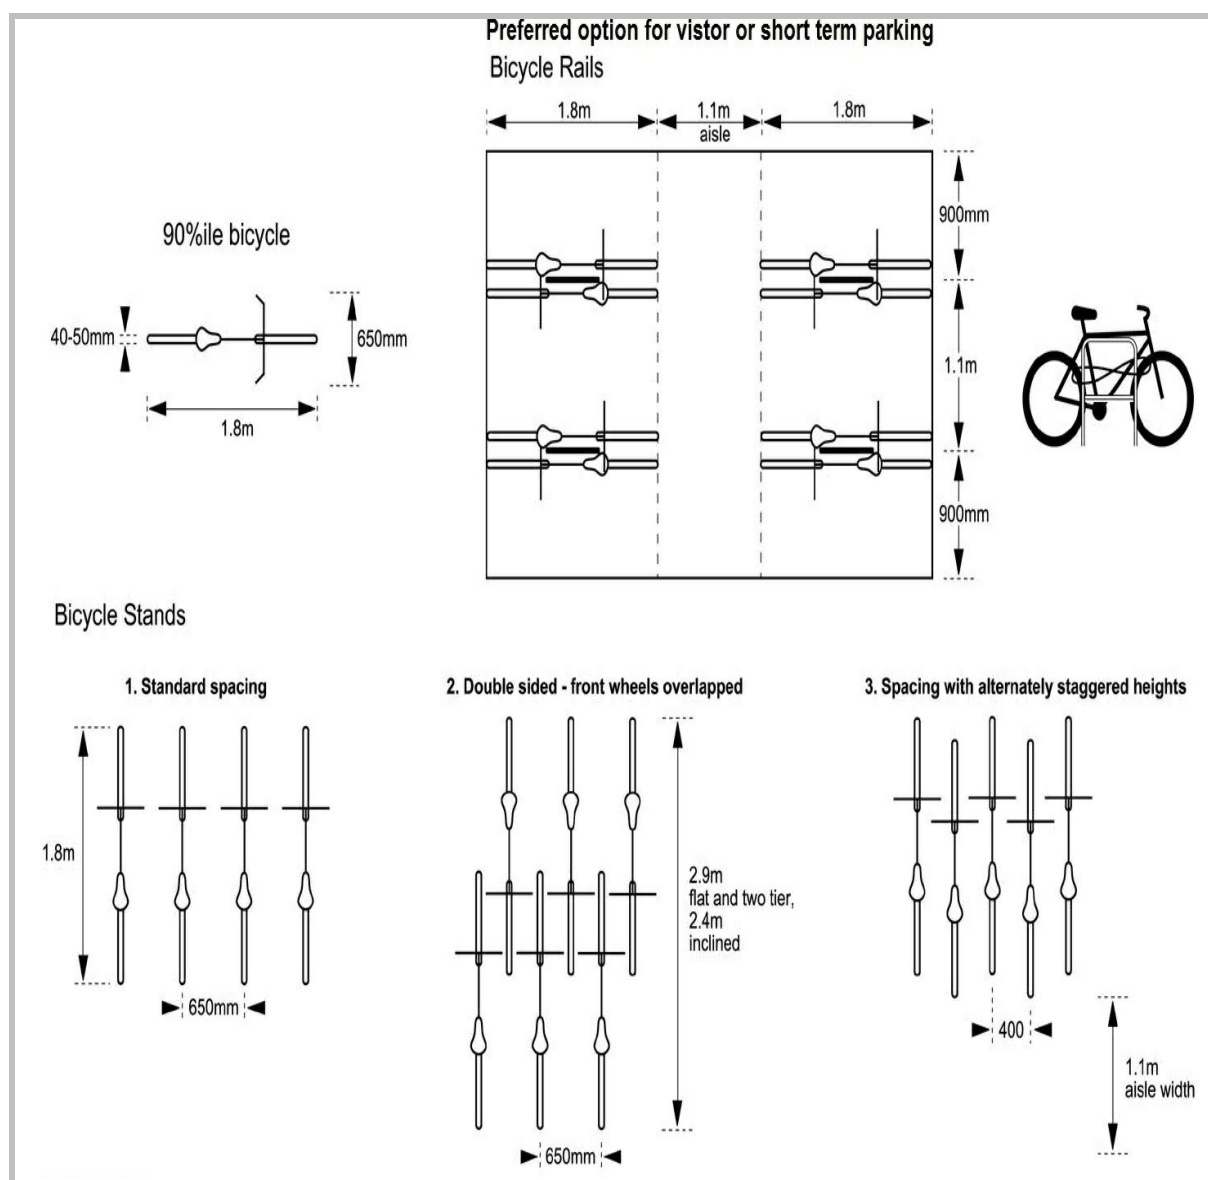 Preferred option for vistor or short term parking
Bicycle Rails
1.8m
1.1m
aisle
1.8m
900mm
1.1m
900mm
90%ile bicycle
40-50mm
650mm
1.8m
Bicycle Stands
1. Standard spacing
1.8m
650mm
2. Double sided - front wheels overlapped
2.9m
flat and two tier,
2.4m
inclined
650mm
3. Spacing with alternately staggered heights
400
1.1m
aisle width